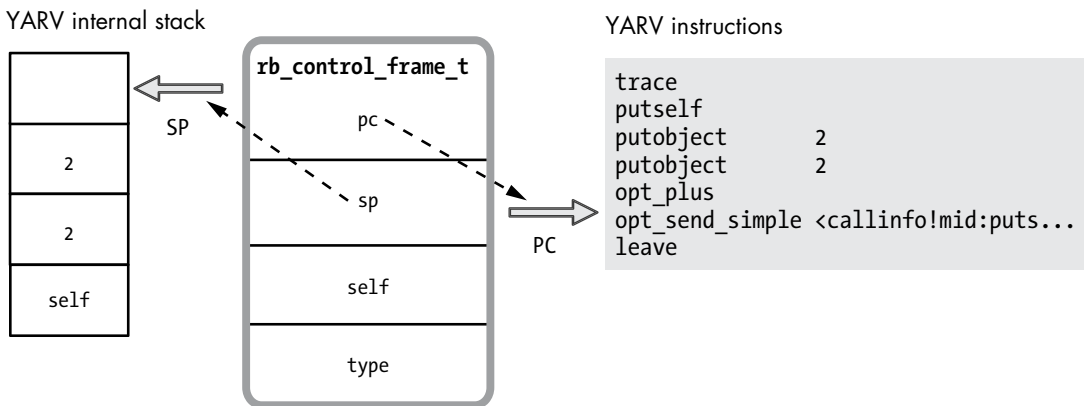 YARV internal stack
2
2
self
SP
rb_control_frame_t
pc
sp
self
type
PC
YARV instructions
trace
putself
putobject 2
putobject 2
opt_plus
opt_send_simple <callinfo!mid:puts...
leave